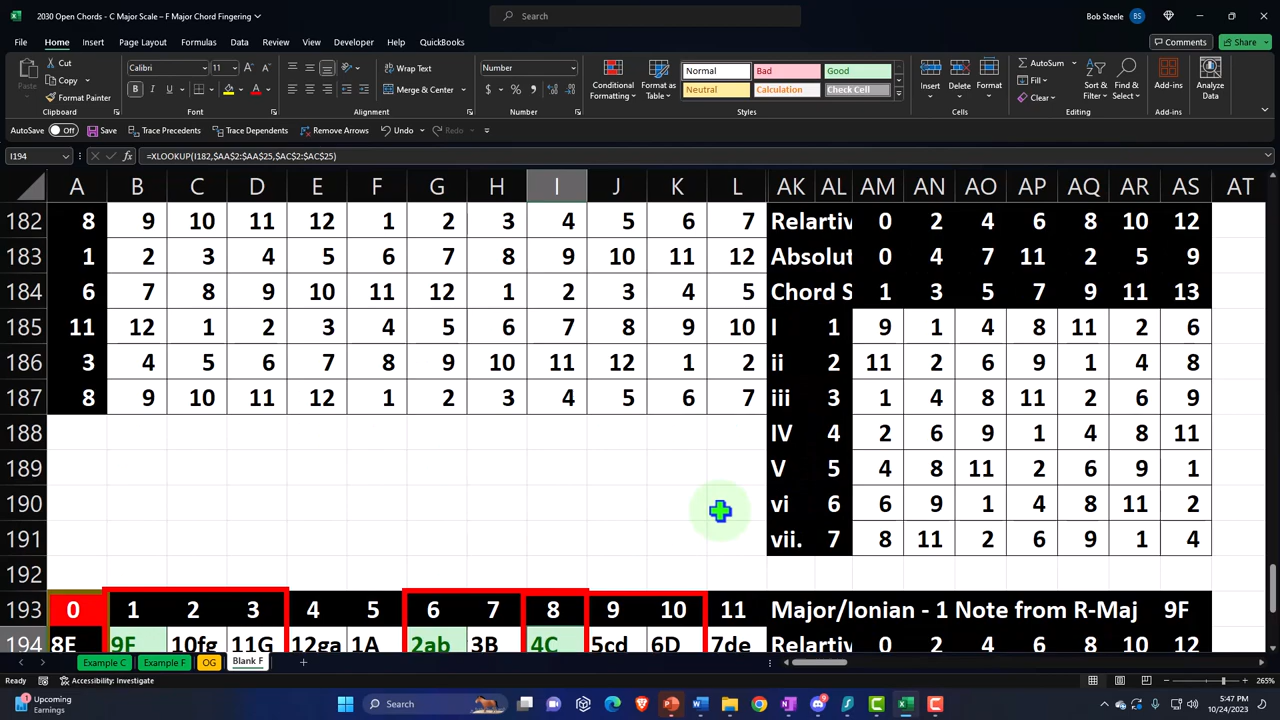 2030 Open Chords - C Major Scale – F Major Chord Fingering
Search
Bob Steele BS
File Home Insert Page Layout Formulas Data Review View Developer Help QuickBooks Comments Share
Paste Cut Copy Format Painter
Calibri 11 Wrap Text Merge & Center Number
Conditional Formatting Format as Table
Normal Bad Good
Neutral Calculation Check Cell
Insert Delete Format
AutoSum Fill Clear
Sort & Filter Find & Select Add-ins Analyze Data
Clipboard Font Alignment Number Styles Cells Editing Add-ins
AutoSave Off Save Trace Precedents Trace Dependents Remove Arrows Undo Redo
I194 fx =XLOOKUP(I182,$AA$2:$AA$25,$AC$2:$AC$25)
A B C D E F G H I J K L AK AL AM AN AO AP AQ AR AS AT
182 8 9 10 11 12 1 2 3 4 5 6 7 Relartiv 0 2 4 6 8 10 12
183 1 2 3 4 5 6 7 8 9 10 11 12 Absolut 0 4 7 11 2 5 9
184 6 7 8 9 10 11 12 1 2 3 4 5 Chord S 1 3 5 7 9 11 13
185 11 12 1 2 3 4 5 6 7 8 9 10 I 1 9 1 4 8 11 2 6
186 3 4 5 6 7 8 9 10 11 12 1 2 ii 2 11 2 6 9 1 4 8
187 8 9 10 11 12 1 2 3 4 5 6 7 iii 3 1 4 8 11 2 6 9
188 IV 4 2 6 9 1 4 8 11
189 V 5 4 8 11 2 6 9 1
190 vi 6 6 9 1 4 8 11 2
191 vii. 7 8 11 2 6 9 1 4
192
193 0 1 2 3 4 5 6 7 8 9 10 11 Major/Ionian - 1 Note from R-Maj 9F
194 8E 9F 10fg 11G 12ga 1A 2ab 3B 4C 5cd 6D 7de Relartiv 0 2 4 6 8 10 12
Example C Example F OG Blank F
Ready Accessibility: Investigate 265%
Upcoming Earnings
Search
5:47 PM
10/24/2023